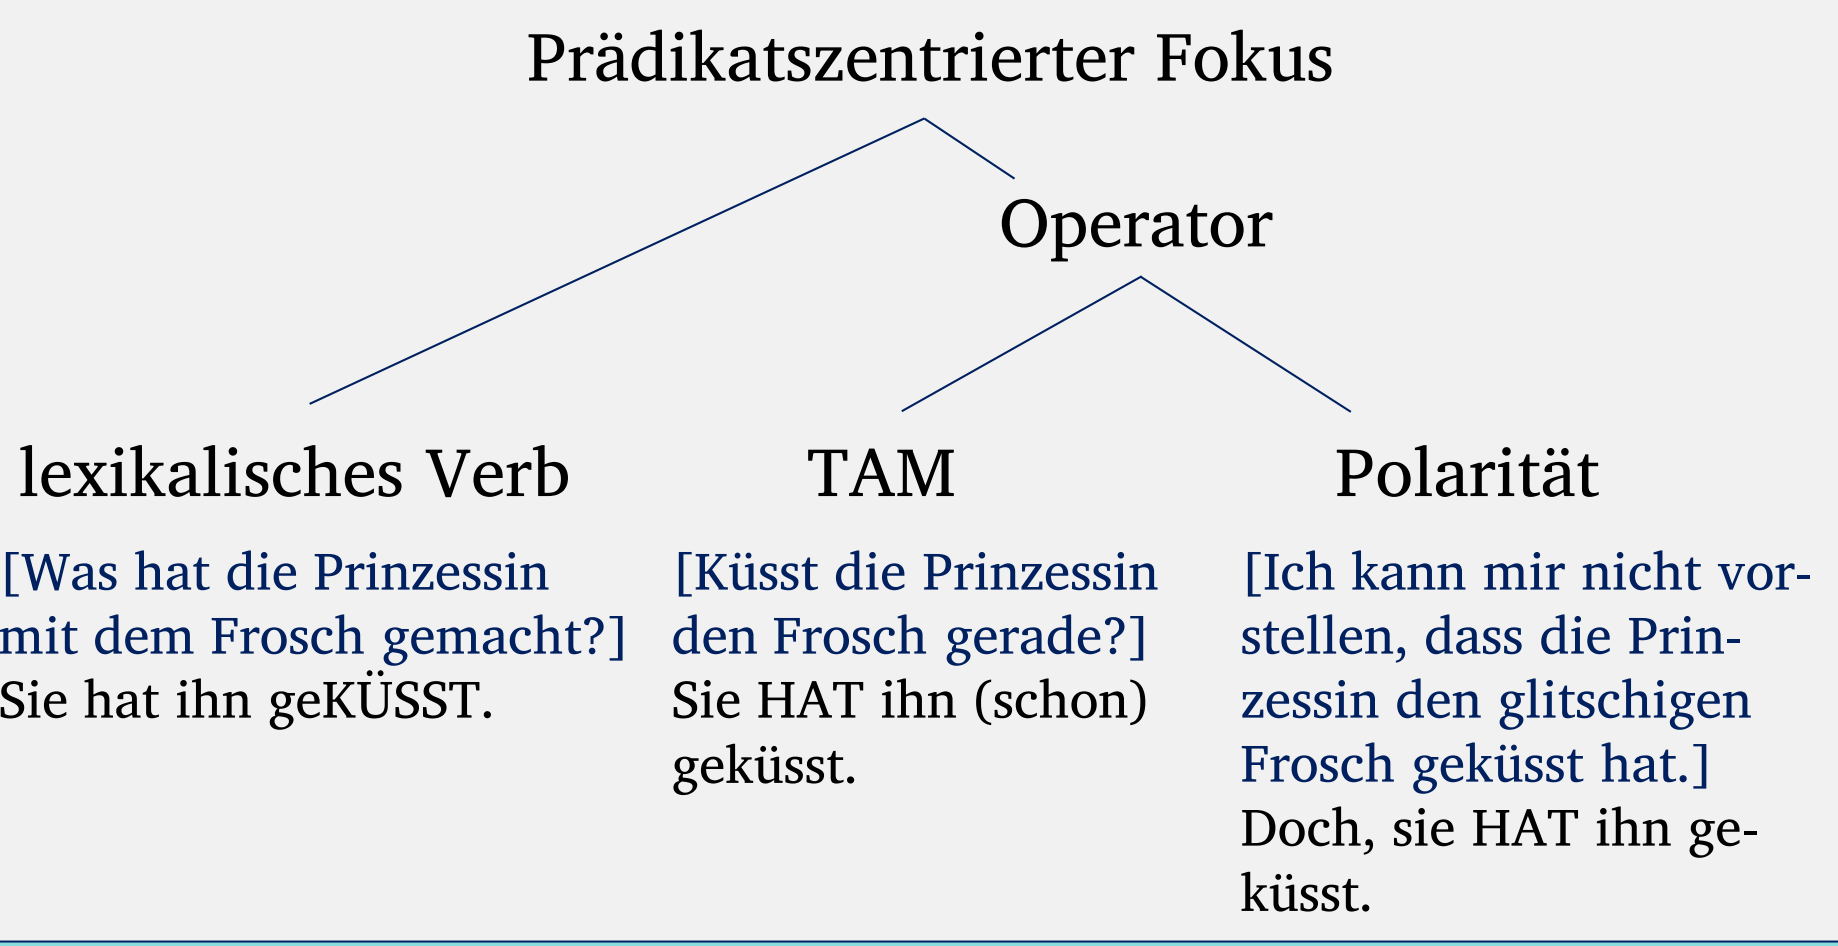 Prädikatszentrierter Fokus
Operator
lexikalisches Verb
[Was hat die Prinzessin
mit dem Frosch gemacht?]
Sie hat ihn geKÜSST.
TAM
[Küsst die Prinzessin
den Frosch gerade?]
Sie HAT ihn (schon)
geküsst.
Polarität
[Ich kann mir nicht vor-
stellen, dass die Prin-
zessin den glitschigen
Frosch geküsst hat.]
Doch, sie HAT ihn ge-
küsst.